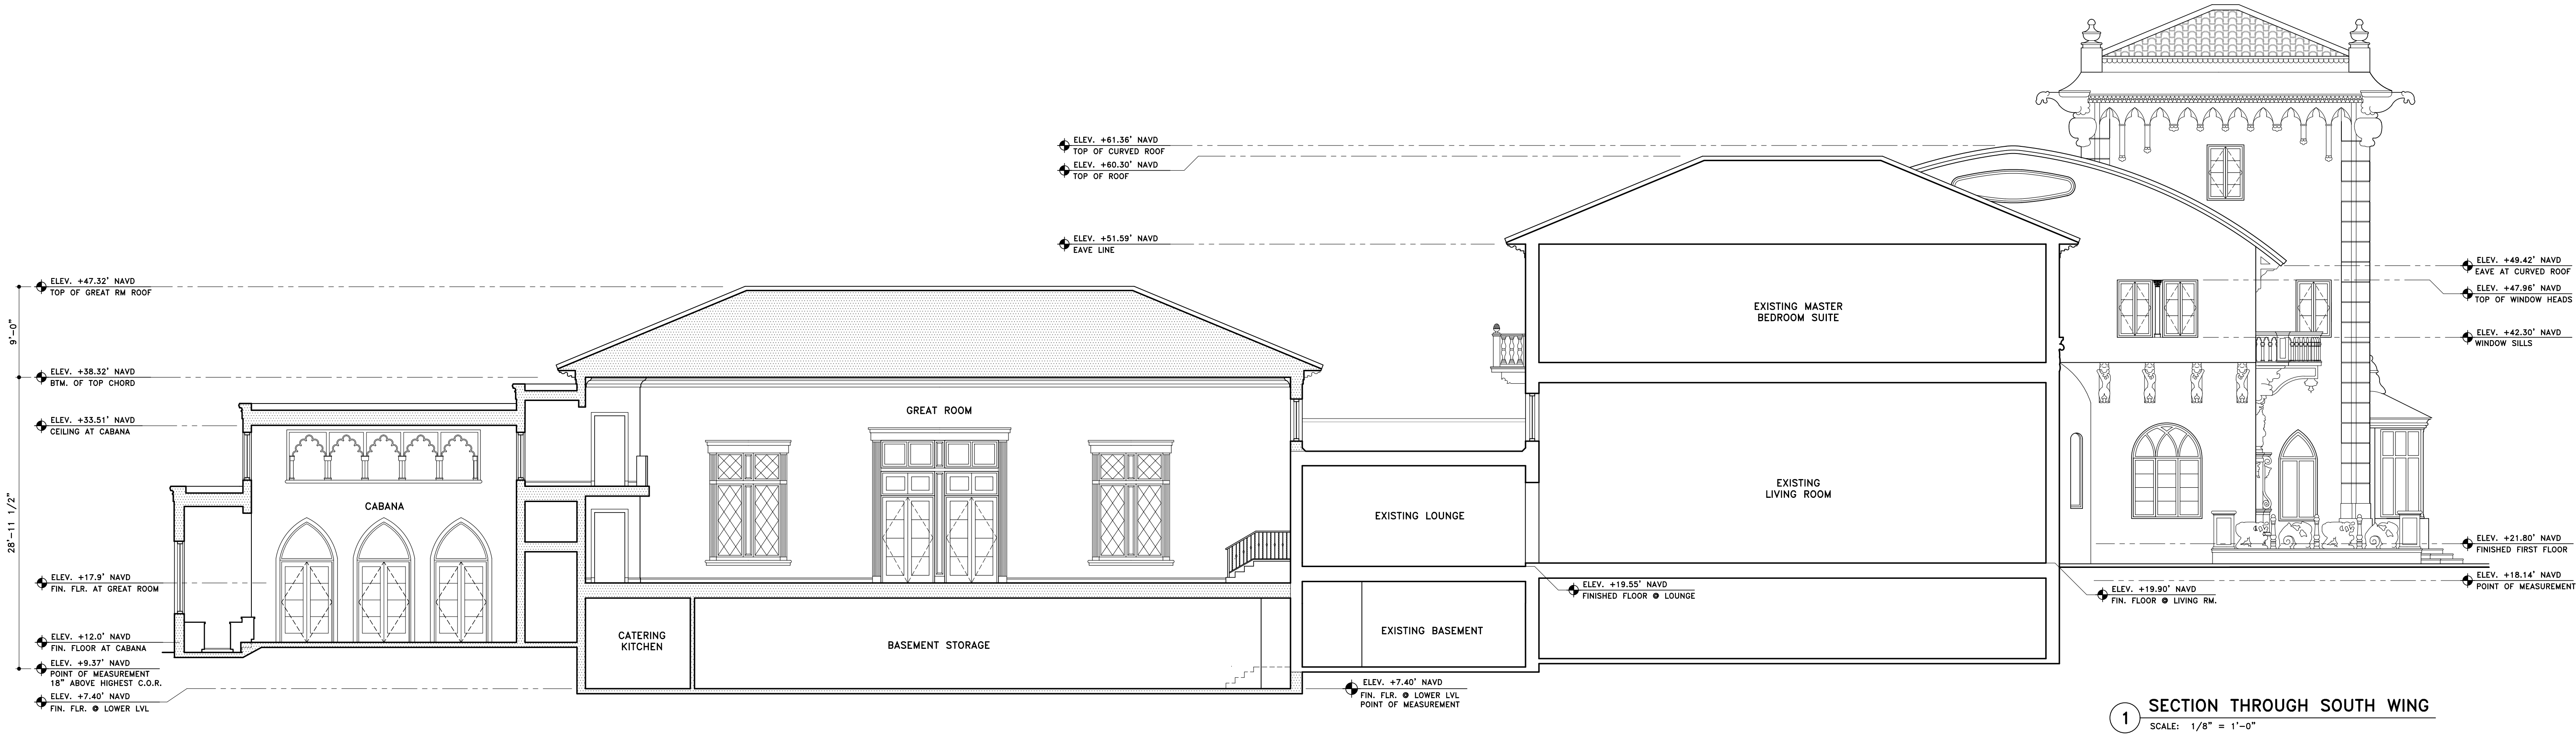 ELEV. +61.36' NAVD
TOP OF CURVED ROOF
ELEV. +60.30' NAVD
TOP OF ROOF
ELEV. +51.59' NAVD
EAVE LINE
ELEV. +47.32' NAVD
TOP OF GREAT RM ROOF
9'-0"
ELEV. +38.32' NAVD
BTM. OF TOP CHORD
ELEV. +33.51' NAVD
CEILING AT CABANA
28'-11 1/2"
ELEV. +17.9' NAVD
FIN. FLR. AT GREAT ROOM
ELEV. +12.0' NAVD
FIN. FLOOR AT CABANA
ELEV. +9.37' NAVD
POINT OF MEASUREMENT
18" ABOVE HIGHEST C.O.R.
ELEV. +7.40' NAVD
FIN. FLR. @ LOWER LVL
CABANA
GREAT ROOM
CATERING
KITCHEN
BASEMENT STORAGE
EXISTING LOUNGE
EXISTING BASEMENT
ELEV. +7.40' NAVD
FIN. FLR. @ LOWER LVL
POINT OF MEASUREMENT
EXISTING MASTER
BEDROOM SUITE
EXISTING
LIVING ROOM
ELEV. +19.55' NAVD
FINISHED FLOOR @ LOUNGE
ELEV. +49.42' NAVD
EAVE AT CURVED ROOF
ELEV. +47.96' NAVD
TOP OF WINDOW HEADS
ELEV. +42.30' NAVD
WINDOW SILLS
ELEV. +21.80' NAVD
FINISHED FIRST FLOOR
ELEV. +18.14' NAVD
POINT OF MEASUREMENT
ELEV. +19.90' NAVD
FIN. FLOOR @ LIVING RM.
1 SECTION THROUGH SOUTH WING
SCALE: 1/8" = 1'-0"